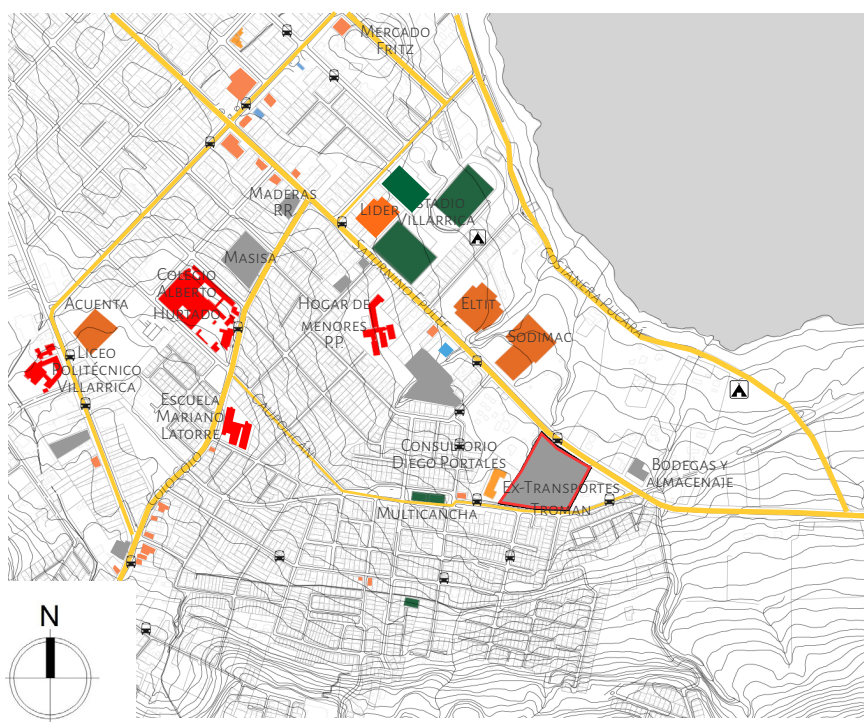 Mercado
Fritz
Maderas
RR
Lider
Estadio
Villarrica
Masisa
Colegio
Alberto
Hurtado
Saturnino Epulef
Costanera Pucará
Acuenta
Hogar de
menores
P.P.
Eltit
Sodimac
Liceo
Politécnico
Villarrica
Escuela
Mariano
Latorre
Caupolicán
Colo Colo
Consultorio
Diego Portales
Bodegas y
almacenaje
Ex-Transportes
Troman
Multicancha
N